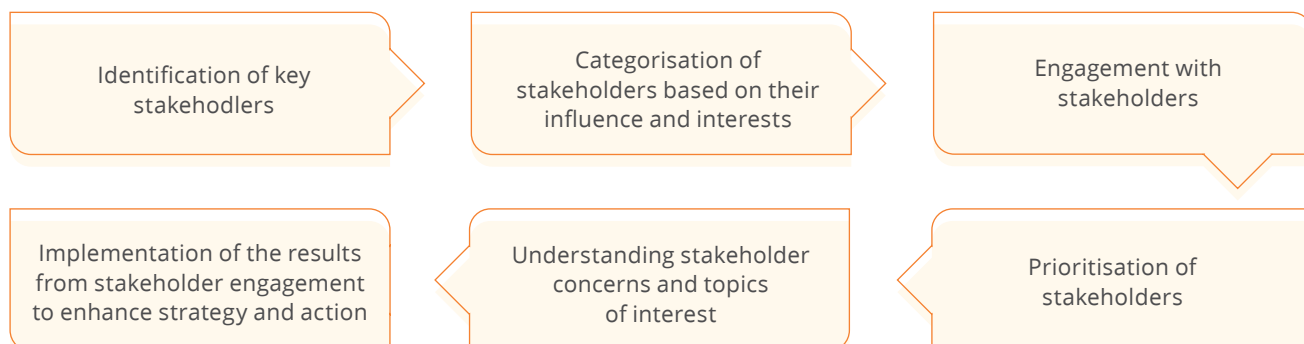 Identification of key
stakehodlers
Categorisation of
stakeholders based on their
influence and interests
Engagement with
stakeholders
Prioritisation of
stakeholders
Understanding stakeholder
concerns and topics
of interest
Implementation of the results
from stakeholder engagement
to enhance strategy and action